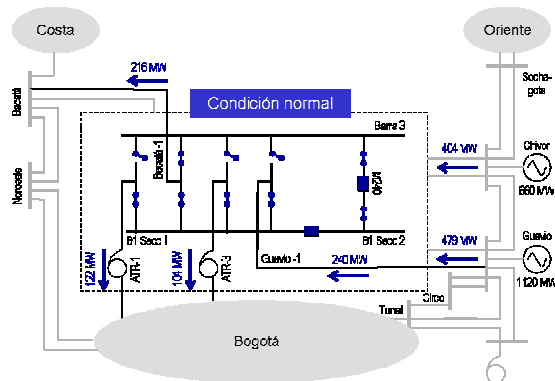 Costa
Oriente
216 MW
Condición normal
Socha-
gota
Bacatá
Noroeste
Bacatá -1
Barra 3
M240
404 MW
Chivor
660 MW
B1 Secc 1
B1 Secc 2
122 MW
ATR-1
104 MW
ATR-3
Guavio -1
240 MW
479 MW
Guavio
1120 MW
Circo
Tunal
Bogotá